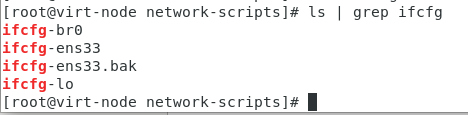 [root@virt-node network-scripts]# ls | grep ifcfg
ifcfg-br0
ifcfg-ens33
ifcfg-ens33.bak
ifcfg-lo
[root@virt-node network-scripts]#